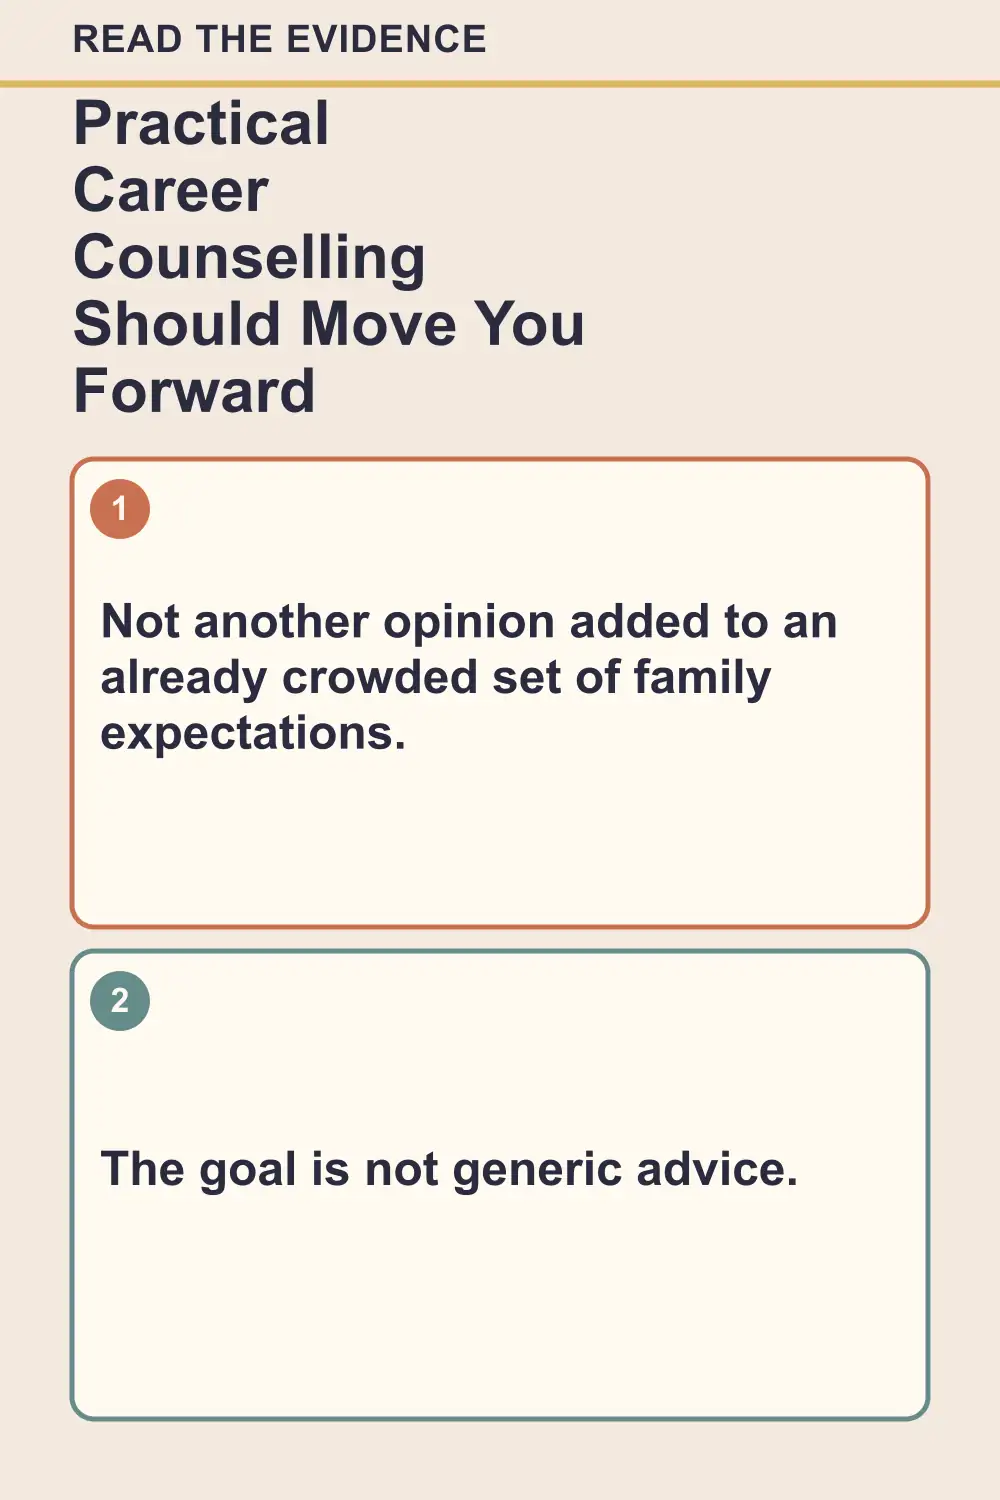 READ THE EVIDENCE
Practical
Career
Counselling
Should Move You
Forward
1
Not another opinion added to an
already crowded set of family
expectations.
2
The goal is not generic advice.